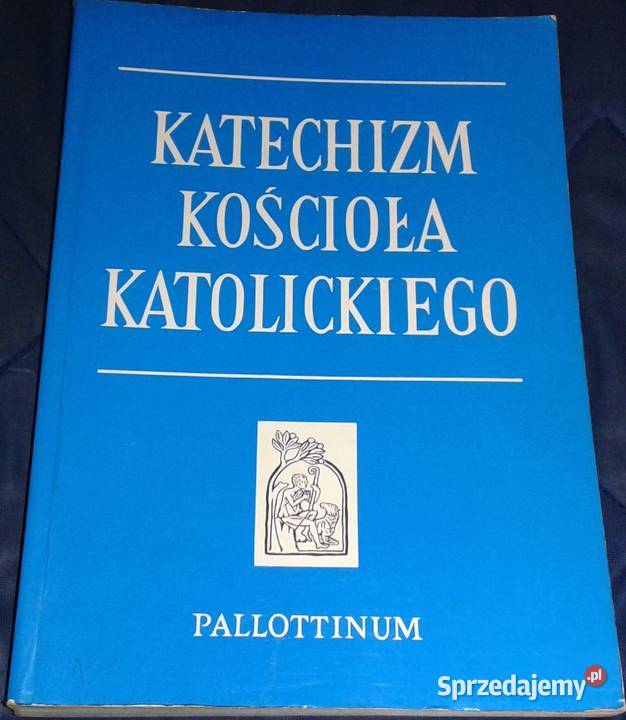 KATECHIZM
KOŚCIOŁA
KATOLICKIEGO
PALLOTTINUM
Sprzedajemy.pl